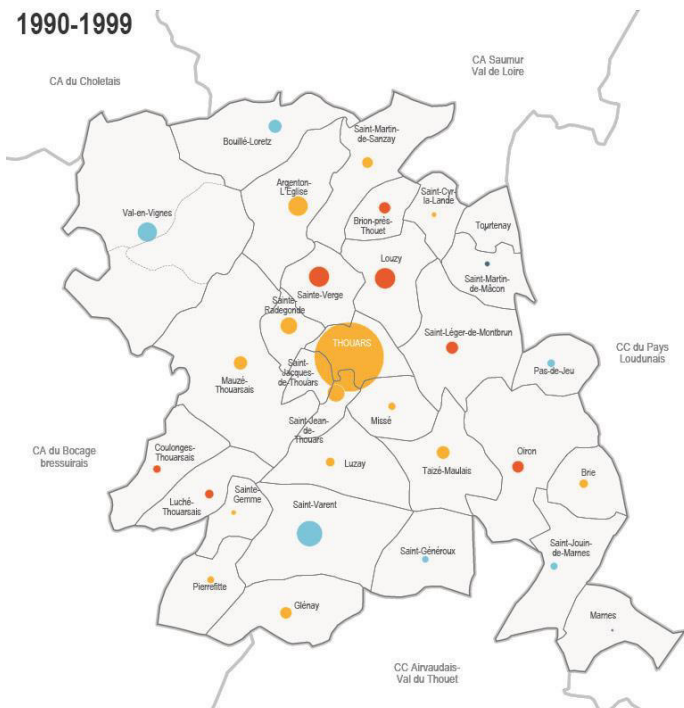 1990-1999
CA du Choletais
CA Saumur
Val de Loire
Bouillé-Loretz
Saint-Martin-
de-Sanzay
Argenton-
L'Église
Saint-Cyr-
la-Lande
Val-en-Vignes
Brion-près-
Thouet
Tourtenay
Louzy
Saint-Martin-
de-Mâcon
Sainte-Verge
Sainte-
Radegonde
Saint-Léger-de-Montbrun
THOUARS
CC du Pays
Loudunais
Saint-
Jacques-
de-Thouars
Pas-de-Jeu
Mauzé-
Thouarsais
Saint-Jean-
de-
Thouars
Missé
CA du Bocage
bressuirais
Coulonges-
Thouarsais
Luzay
Taizé-Maulais
Oiron
Brie
Luché-
Thouarsais
Sainte-
Gemme
Saint-Varent
Saint-Généroux
Saint-Jouin-
de-Marnes
Pierrefitte
Glénay
Marnes
CC Airvaudais-
Val du Thouet